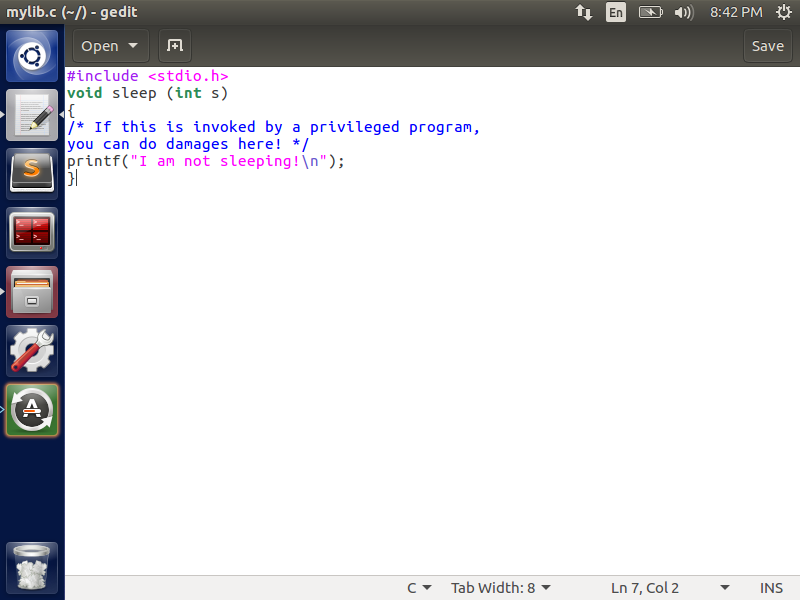 mylib.c (~/) - gedit
En
8:42 PM
Open
Save
#include <stdio.h>
void sleep (int s)
{
/* If this is invoked by a privileged program,
you can do damages here! */
printf("I am not sleeping!\n");
}
C
Tab Width: 8
Ln 7, Col 2
INS